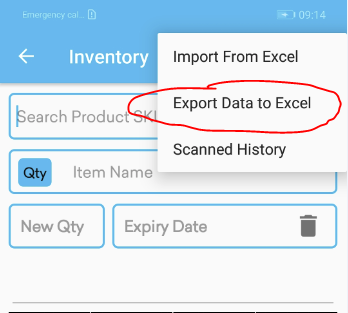 Emergency cal...
09:14
Inventory
Import From Excel
Export Data to Excel
Scanned History
Search Product SK
Qty
Item Name
New Qty
Expiry Date